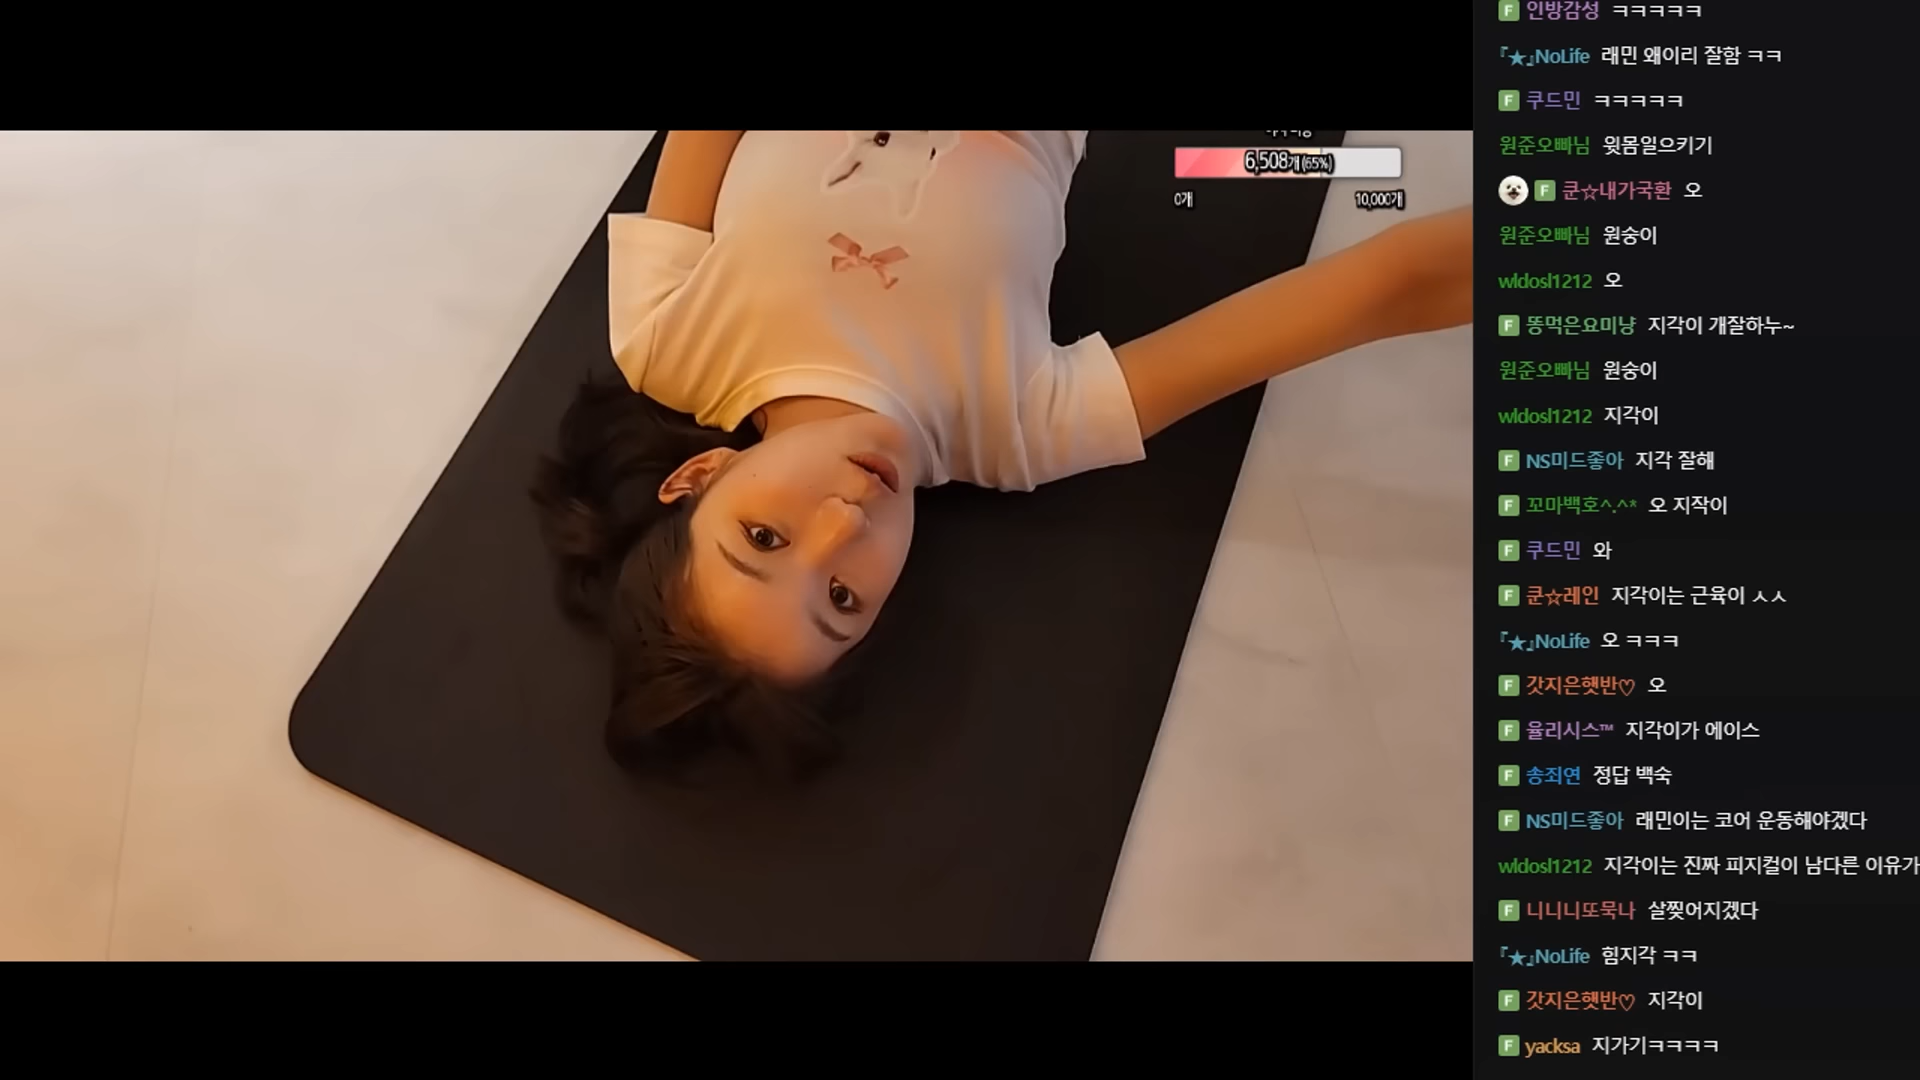 6,508개(65%)
0개
10,000개
F 인방감성 ㅋㅋㅋㅋㅋ
『★』NoLife 래민 왜이리 잘함 ㅋㅋ
F 쿠드민 ㅋㅋㅋㅋㅋ
원준오빠님 윗몸일으키기
F 쿤☆내가국환 오
원준오빠님 원숭이
wldosl1212 오
F 똥먹은요미냥 지각이 개잘하누~
원준오빠님 원숭이
wldosl1212 지각이
F NS미드좋아 지각 잘해
F 꼬마백호^.^* 오 지작이
F 쿠드민 와
F 쿤☆레인 지각이는 근육이 ㅅㅅ
『★』NoLife 오 ㅋㅋㅋ
F 갓지은햇반♡ 오
F 율리시스™ 지각이가 에이스
F 송죄연 정답 백숙
F NS미드좋아 래민이는 코어 운동해야겠다
wldosl1212 지각이는 진짜 피지컬이 남다른 이유가
F 니니니또묵나 살찢어지겠다
『★』NoLife 힘지각 ㅋㅋ
F 갓지은햇반♡ 지각이
F yacksa 지가기ㅋㅋㅋㅋ